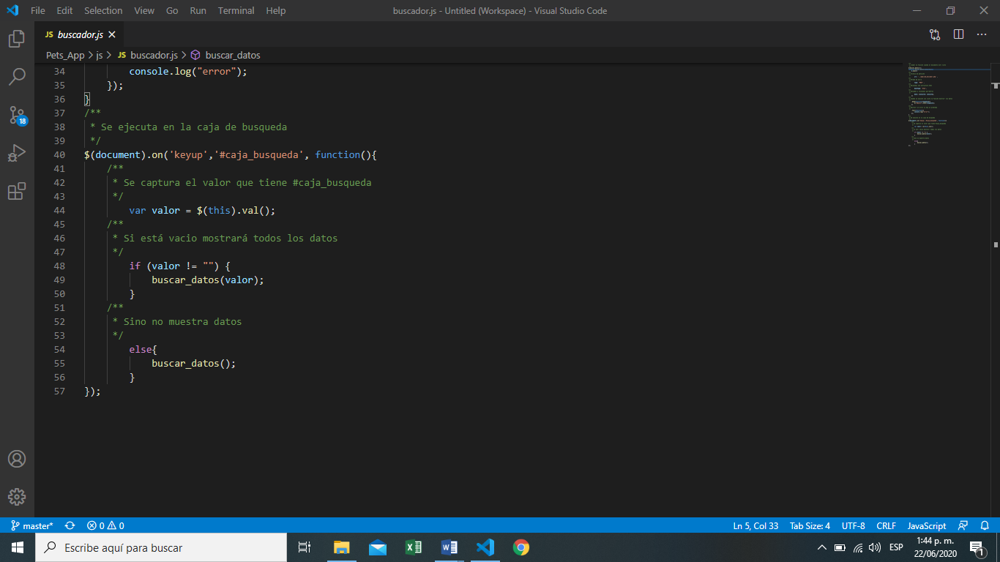 File Edit Selection View Go Run Terminal Help buscador.js - Untitled (Workspace) - Visual Studio Code
JS buscador.js
Pets_App > js > JS buscador.js > buscar_datos
34 console.log("error");
35 });
36 }
37 /**
38 * Se ejecuta en la caja de busqueda
39 */
40 $(document).on('keyup','#caja_busqueda', function(){
41 /**
42 * Se captura el valor que tiene #caja_busqueda
43 */
44 var valor = $(this).val();
45 /**
46 * Si está vacio mostrará todos los datos
47 */
48 if (valor != "") {
49 buscar_datos(valor);
50 }
51 /**
52 * Sino no muestra datos
53 */
54 else{
55 buscar_datos();
56 }
57 });
18
master* 0 0 Ln 5, Col 33 Tab Size: 4 UTF-8 CRLF JavaScript
Escribe aquí para buscar
ESP
1:44 p. m.
22/06/2020
1